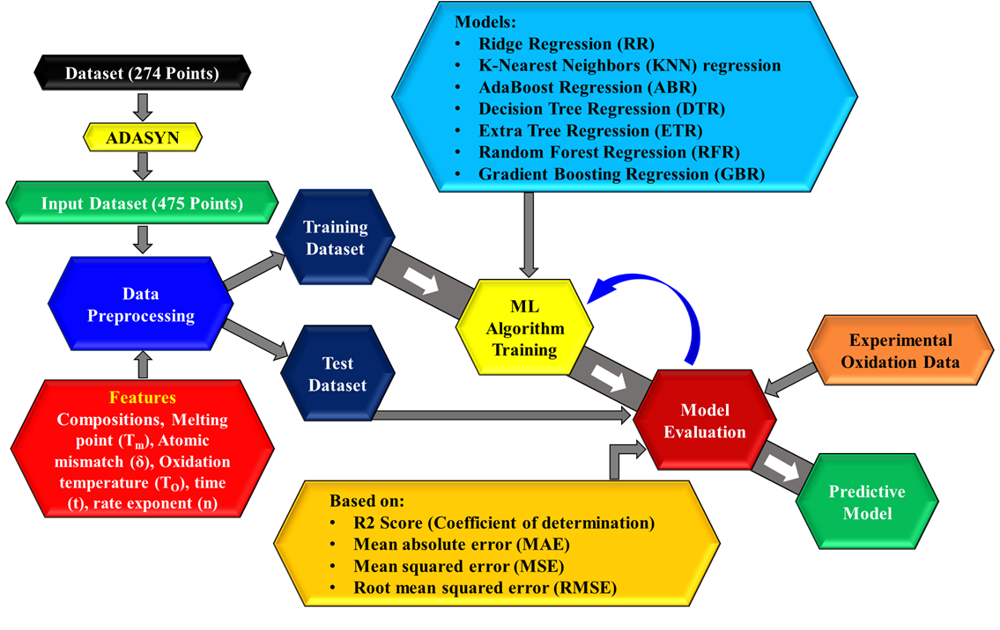 Dataset (274 Points)
ADASYN
Input Dataset (475 Points)
Data
Preprocessing
Features
Compositions, Melting
point (Tₘ), Atomic
mismatch (δ), Oxidation
temperature (T_O), time
(t), rate exponent (n)
Training
Dataset
Test
Dataset
Models:
• Ridge Regression (RR)
• K-Nearest Neighbors (KNN) regression
• AdaBoost Regression (ABR)
• Decision Tree Regression (DTR)
• Extra Tree Regression (ETR)
• Random Forest Regression (RFR)
• Gradient Boosting Regression (GBR)
ML
Algorithm
Training
Experimental
Oxidation Data
Model
Evaluation
Based on:
• R2 Score (Coefficient of determination)
• Mean absolute error (MAE)
• Mean squared error (MSE)
• Root mean squared error (RMSE)
Predictive
Model